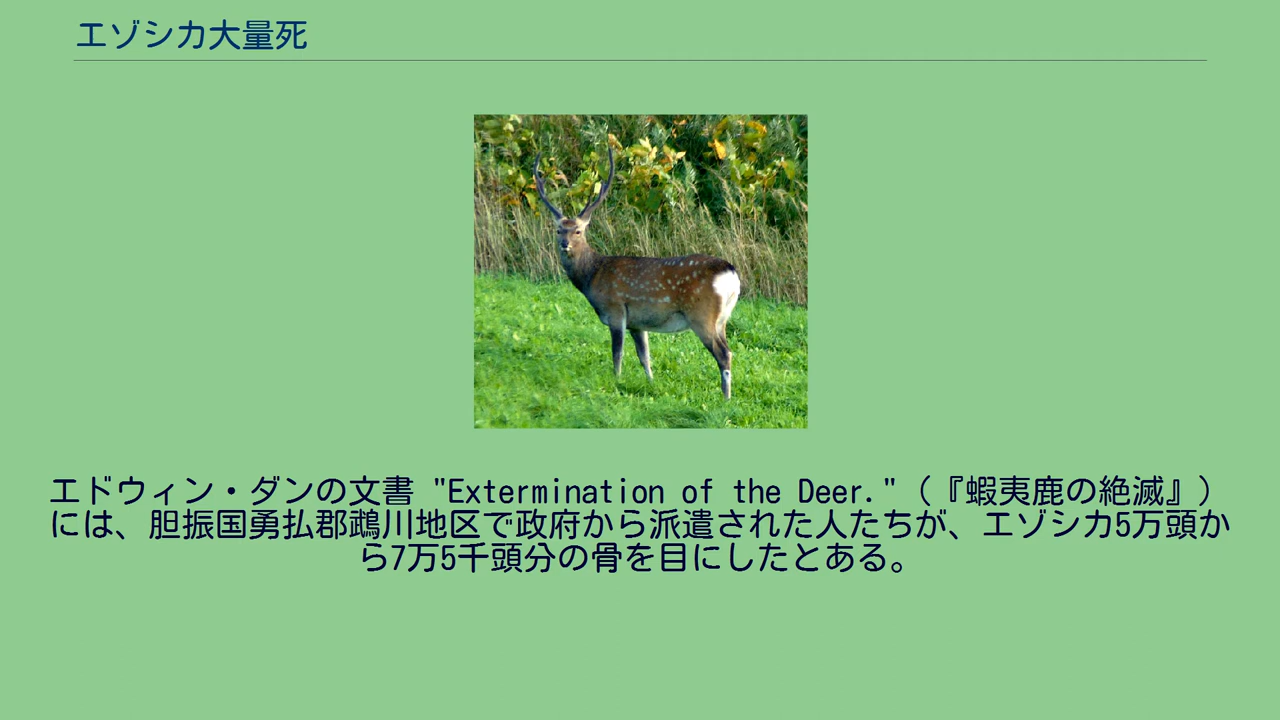 エゾシカ大量死
エドウィン・ダンの文書 "Extermination of the Deer."（『蝦夷鹿の絶滅』）
には、胆振国勇払郡鵡川地区で政府から派遣された人たちが、エゾシカ5万頭か
ら7万5千頭分の骨を目にしたとある。